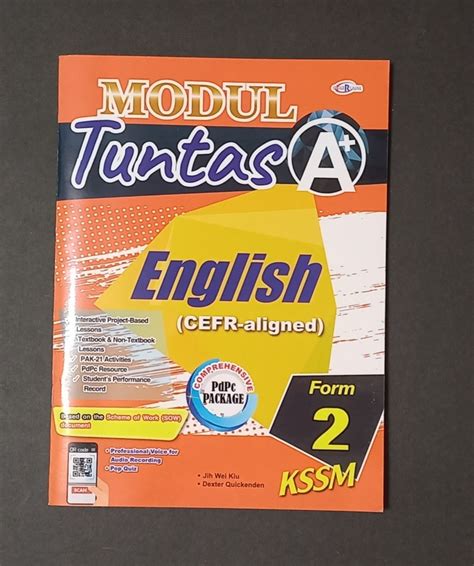 MODUL
Tuntas A+
English
(CEFR-aligned)
Interactive Project-Based
Lessons
Textbook & Non-Textbook
Lessons
PAK-21 Activities
PdPc Resource
Student's Performance
Record
COMPREHENSIVE
PdPc
PACKAGE
Form
2
KSSM
Based on the Scheme of Work (SOW)
document
QR code
SCAN
• Professional Voice for
Audio Recording
• Pop Quiz
• Jih Wei Kiu
• Dexter Quickenden